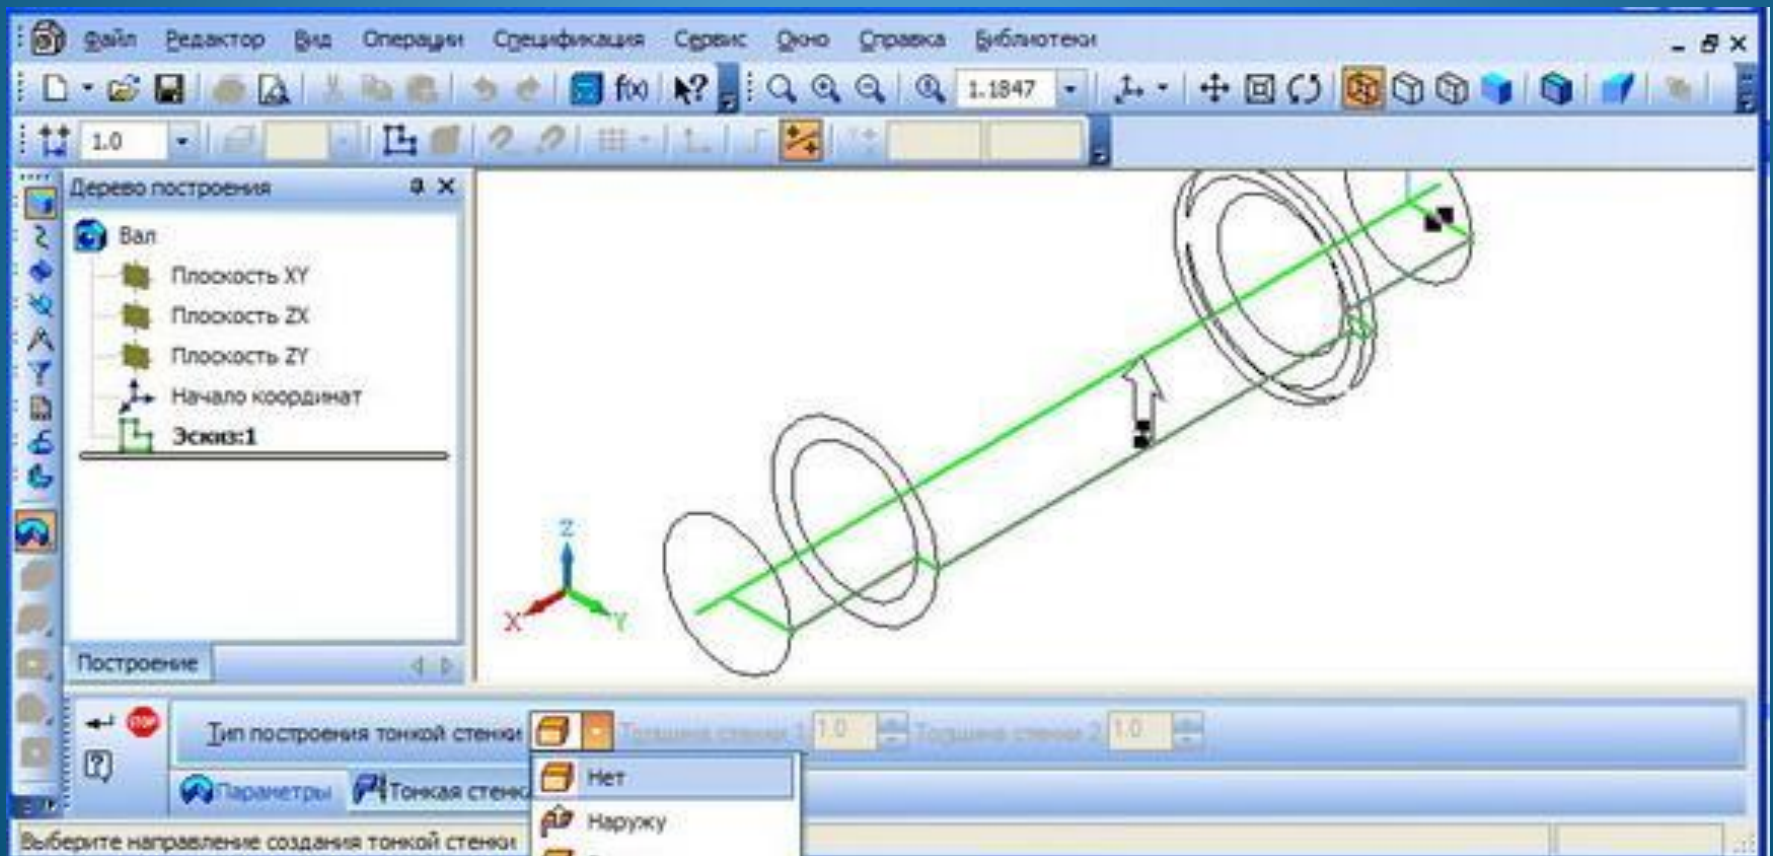 Файл Редактор Вид Операции Спецификация Сервис Окно Справка Библиотеки
f(x) 1.1847
1.0
Дерево построения
Вал
Плоскость XY
Плоскость ZX
Плоскость ZY
Начало координат
Эскиз:1
Z
X Y
Построение
STOP Тип построения тонкой стенки Толщина стенки 1 1.0 Толщина стенки 2 1.0
Нет
Параметры Тонкая стенка
Наружу
Выберите направление создания тонкой стенки